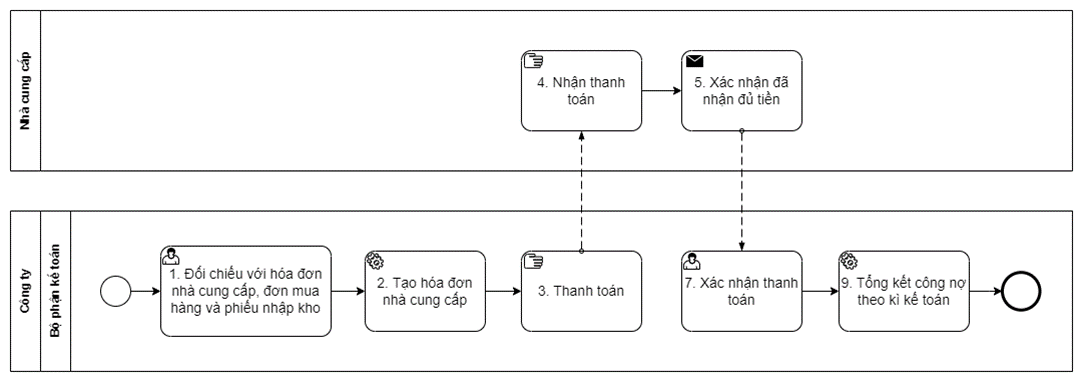 Nhà cung cấp
4. Nhận thanh
toán
5. Xác nhận đã
nhận đủ tiền
Công ty
Bộ phận kế toán
1. Đối chiếu với hóa đơn
nhà cung cấp, đơn mua
hàng và phiếu nhập kho
2. Tạo hóa đơn
nhà cung cấp
3. Thanh toán
7. Xác nhận thanh
toán
9. Tổng kết công nợ
theo kì kế toán